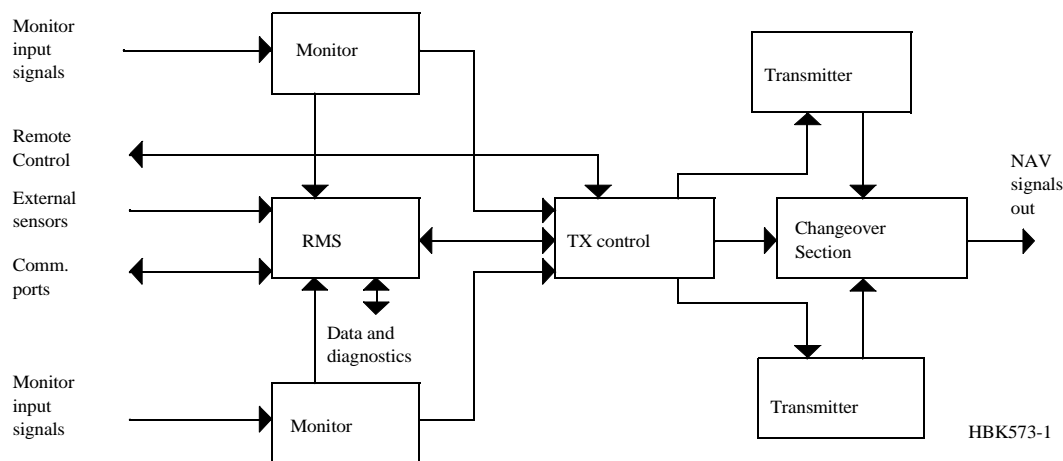 Monitor
input
signals
Monitor
Transmitter
Remote
Control
NAV
signals
out
External
sensors
RMS
TX control
Changeover
Section
Comm.
ports
Data and
diagnostics
Monitor
input
signals
Monitor
Transmitter
HBK573-1